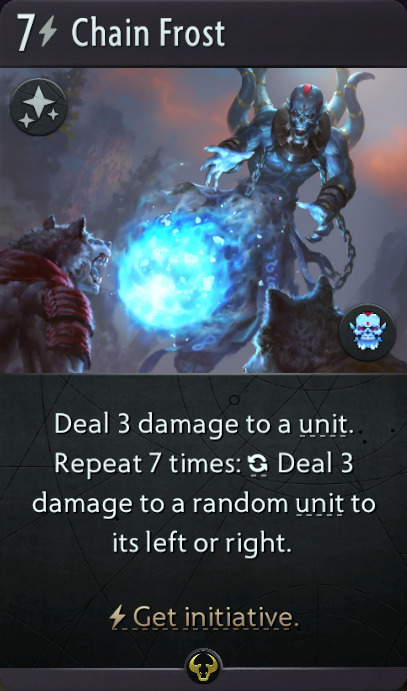 7 Chain Frost
Deal 3 damage to a unit.
Repeat 7 times: Deal 3
damage to a random unit to
its left or right.
Get initiative.